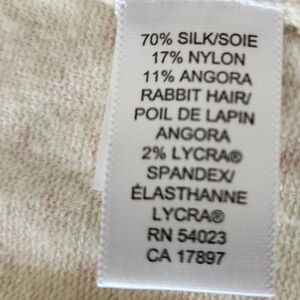 70% SILK/SOIE
17% NYLON
11% ANGORA
RABBIT HAIR/
POIL DE LAPIN
ANGORA
2% LYCRA®
SPANDEX/
ÉLASTHANNE
LYCRA®
RN 54023
CA 17897